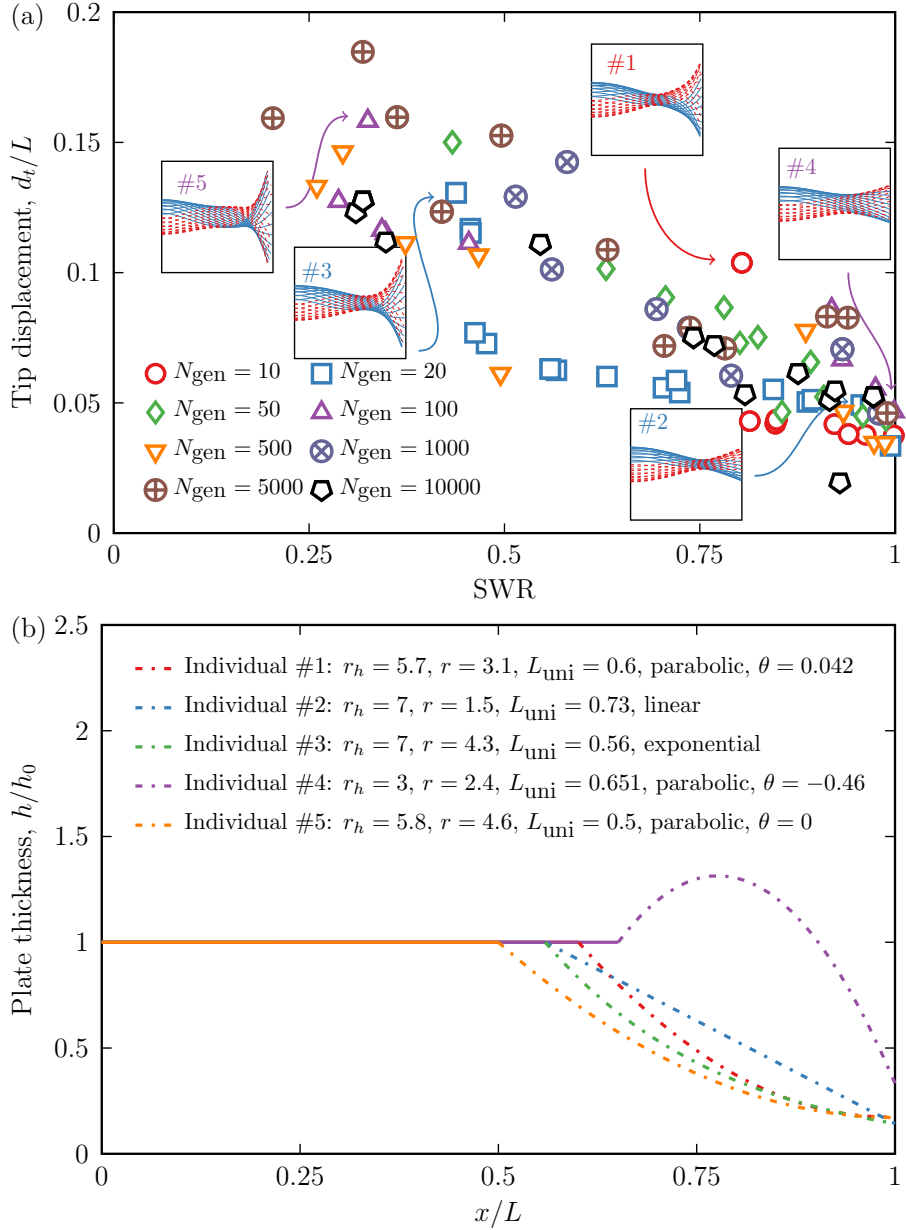 (a)
0.2
0.15
0.1
0.05
0
Tip displacement, dₜ/L
#1
#4
#5
#3
#2
N_gen = 10
N_gen = 20
N_gen = 50
N_gen = 100
N_gen = 500
N_gen = 1000
N_gen = 5000
N_gen = 10000
0 0.25 0.5 0.75 1
SWR
(b)
2.5
2
1.5
1
0.5
0
Plate thickness, h/h₀
Individual #1: r_h = 5.7, r = 3.1, L_uni = 0.6, parabolic, θ = 0.042
Individual #2: r_h = 7, r = 1.5, L_uni = 0.73, linear
Individual #3: r_h = 7, r = 4.3, L_uni = 0.56, exponential
Individual #4: r_h = 3, r = 2.4, L_uni = 0.651, parabolic, θ = −0.46
Individual #5: r_h = 5.8, r = 4.6, L_uni = 0.5, parabolic, θ = 0
0 0.25 0.5 0.75 1
x/L